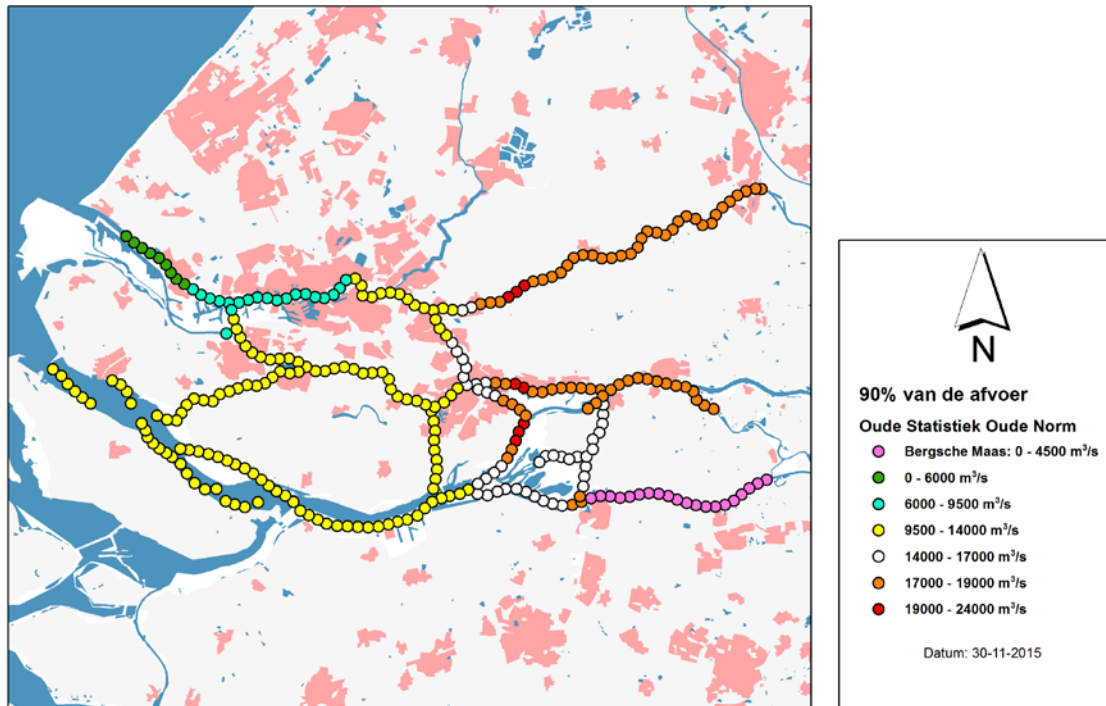 N
90% van de afvoer
Oude Statistiek Oude Norm
Bergsche Maas: 0 - 4500 m³/s
0 - 6000 m³/s
6000 - 9500 m³/s
9500 - 14000 m³/s
14000 - 17000 m³/s
17000 - 19000 m³/s
19000 - 24000 m³/s
Datum: 30-11-2015